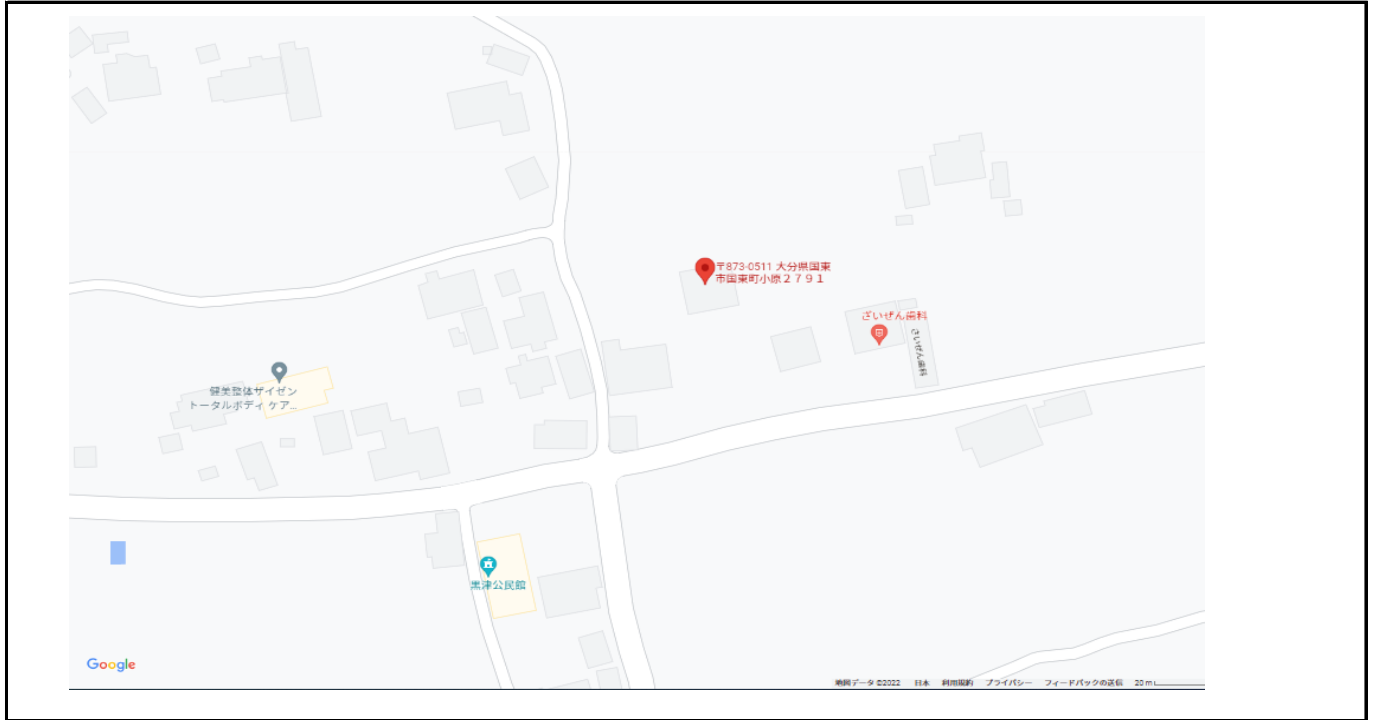 〒873-0511 大分県国東
市国東町小原２７９１
ざいぜん歯科
さいぜん歯科
健美整体ザイゼン
トータルボディ ケア...
黒津公民館
Google
地図データ ©2022 日本 利用規約 プライバシー フィードバックの送信 20 m